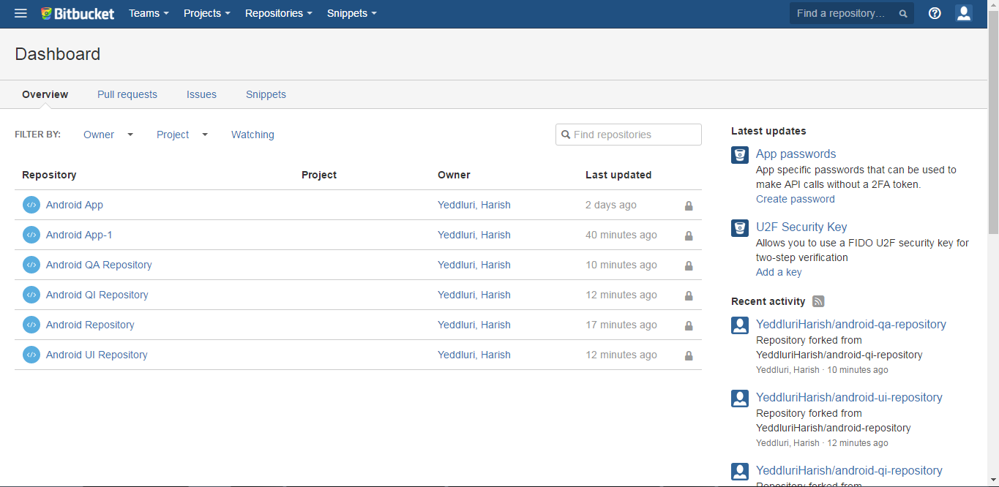 Bitbucket Teams Projects Repositories Snippets Find a repository...
Dashboard
Overview Pull requests Issues Snippets
FILTER BY: Owner Project Watching Find repositories
Repository Project Owner Last updated
Android App Yeddluri, Harish 2 days ago
Android App-1 Yeddluri, Harish 40 minutes ago
Android QA Repository Yeddluri, Harish 10 minutes ago
Android QI Repository Yeddluri, Harish 12 minutes ago
Android Repository Yeddluri, Harish 17 minutes ago
Android UI Repository Yeddluri, Harish 12 minutes ago
Latest updates
App passwords
App specific passwords that can be used to
make API calls without a 2FA token.
Create password
U2F Security Key
Allows you to use a FIDO U2F security key for
two-step verification
Add a key
Recent activity
YeddluriHarish/android-qa-repository
Repository forked from
YeddluriHarish/android-qi-repository
Yeddluri, Harish · 10 minutes ago
YeddluriHarish/android-ui-repository
Repository forked from
YeddluriHarish/android-repository
Yeddluri, Harish · 12 minutes ago
YeddluriHarish/android-qi-repository
Repository forked from